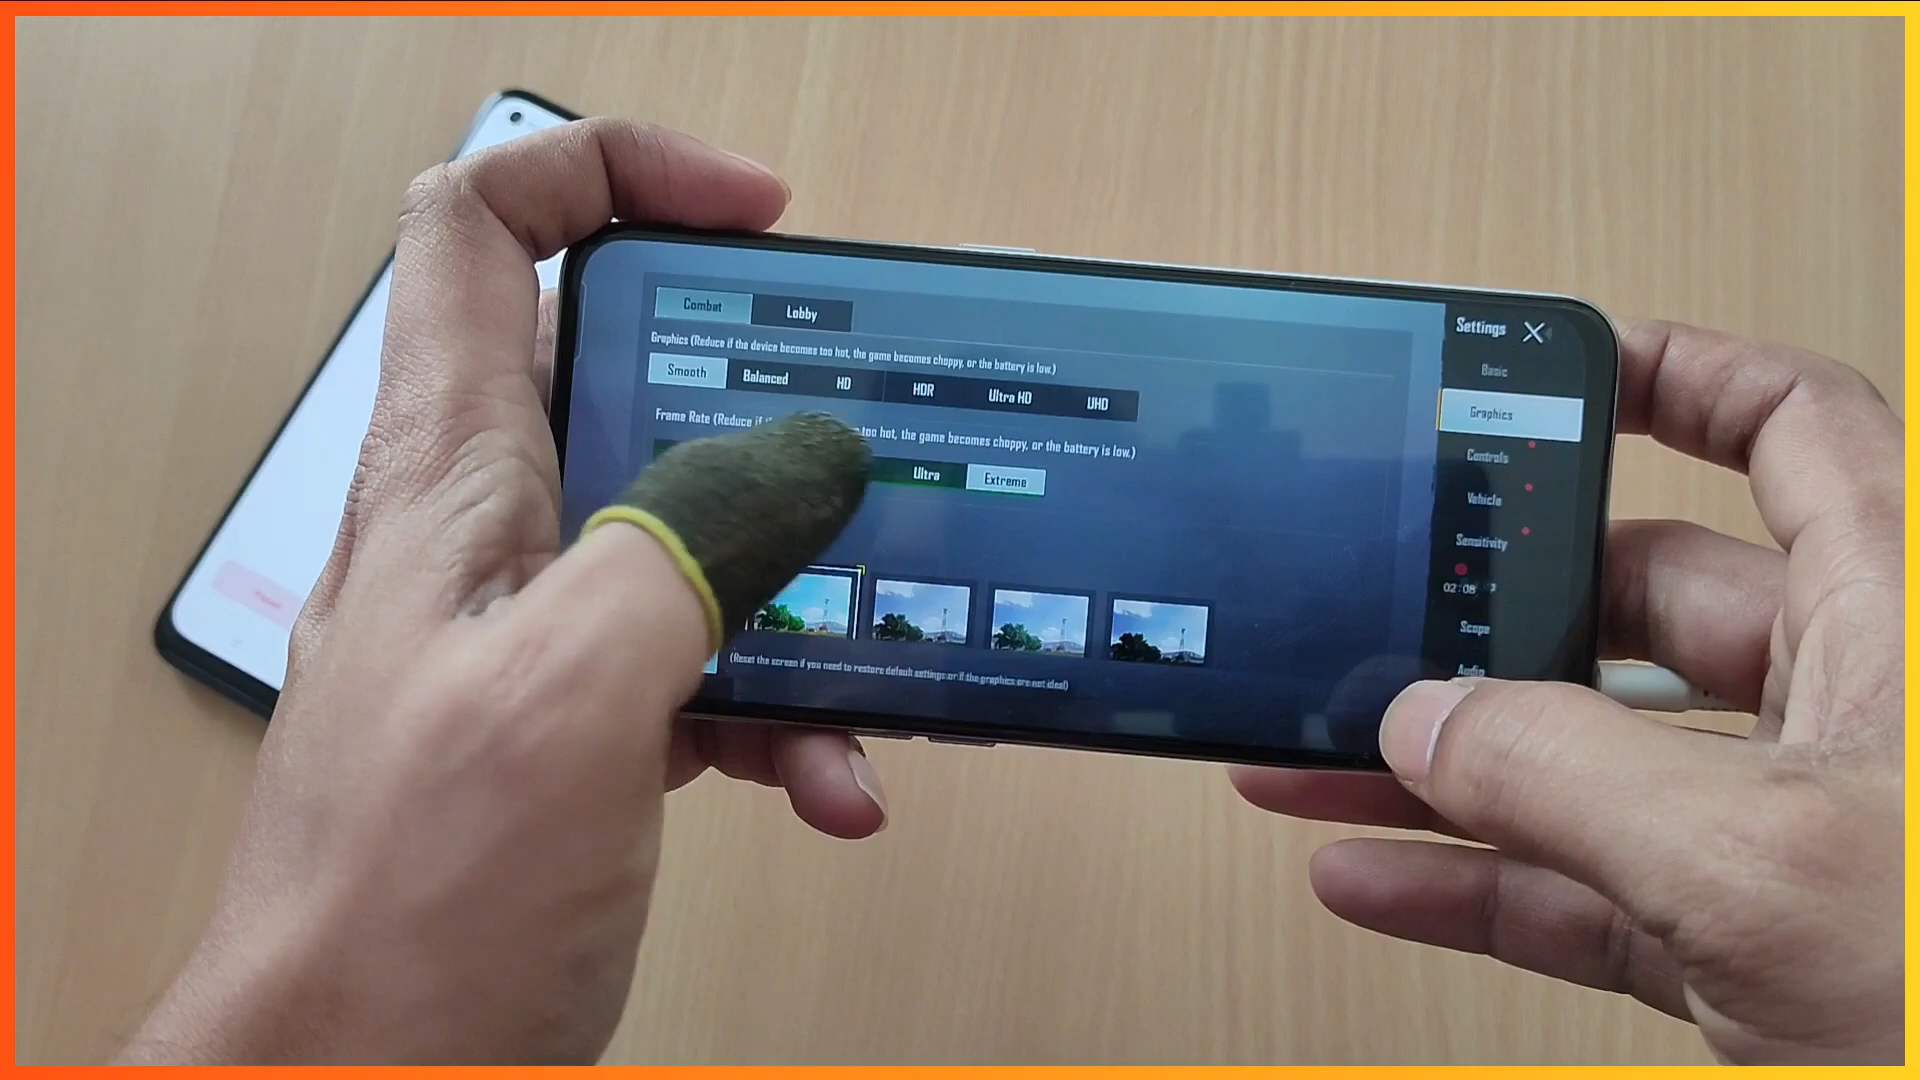 Combat Lobby
Graphics (Reduce if the device becomes too hot, the game becomes choppy, or the battery is low.)
Smooth Balanced HD HDR Ultra HD UHD
Frame Rate (Reduce if too hot, the game becomes choppy, or the battery is low.)
Ultra Extreme
(Reset the screen if you need to restore default settings or if the graphics are not ideal)
Settings X
Basic
Graphics
Controls
Vehicle
Sensitivity
02:08
Scope
Audio